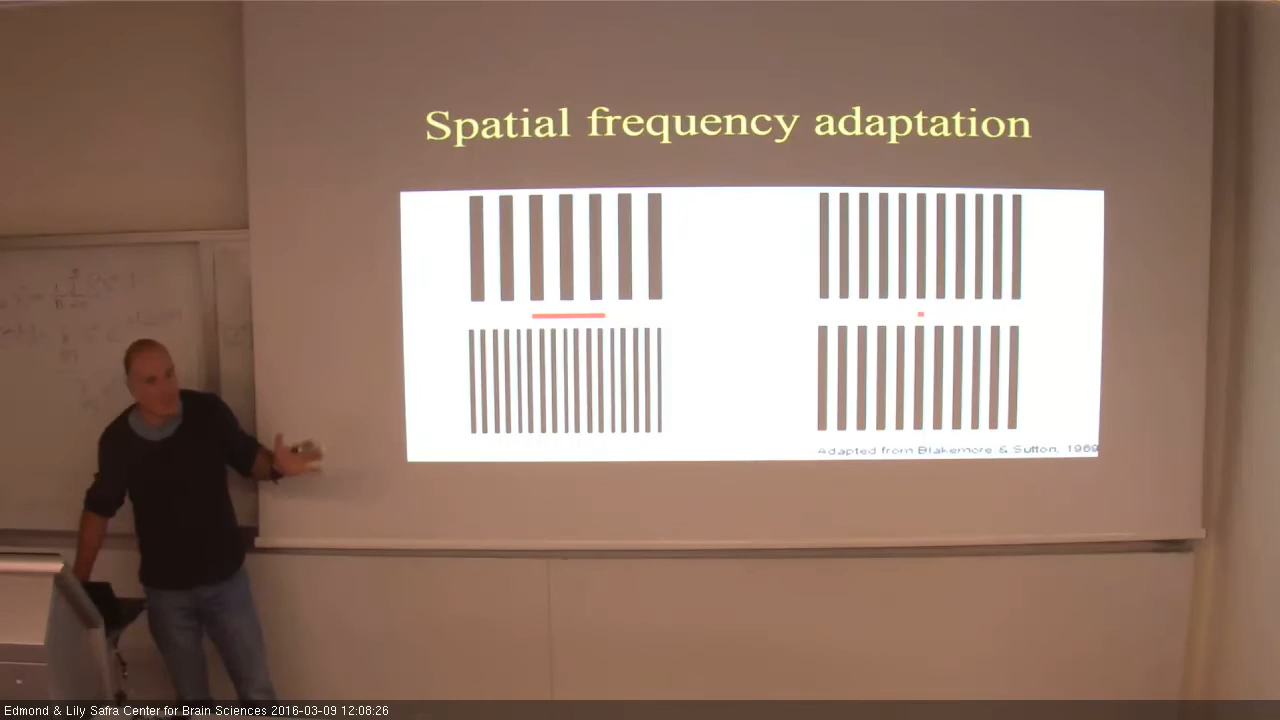 Spatial frequency adaptation
Adapted from Blakemore & Sutton, 1969
Edmond & Lily Safra Center for Brain Sciences 2016-03-09 12:08:26